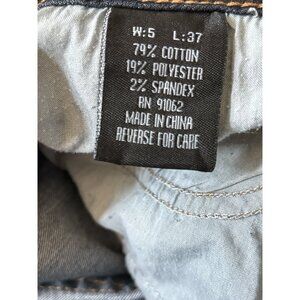 W:5 L:37
79% COTTON
19% POLYESTER
2% SPANDEX
RN 91062
MADE IN CHINA
REVERSE FOR CARE